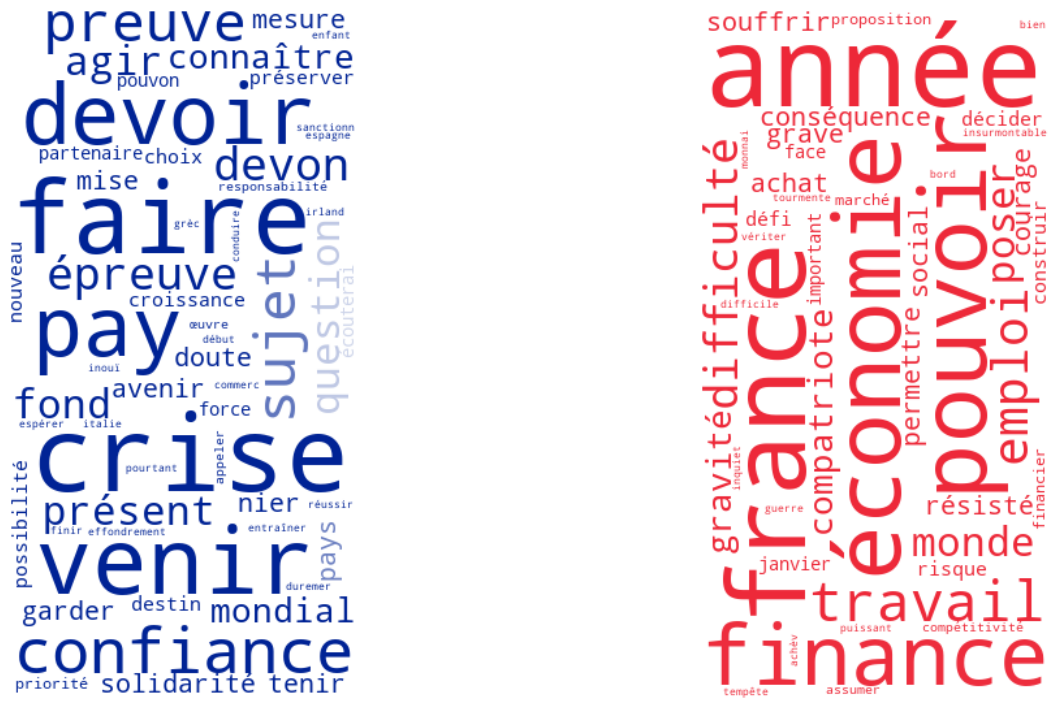 preuve mesure
enfant
agir connaître
pouvon préserver
devoir
sanctionn
espagne
partenaire choix devon
mise responsabilité
faire irland
grèc conduire
nouveau
épreuve sujet question écouterai
croissance
pay œuvre
début
doute
inouï
avenir commerc
fond force
espérer italie
crise
pourtant appeler
possibilité
présent nier réussir
finir effondrement entraîner
venir pays
duremer
garder destin mondial
confiance
priorité solidarité tenir
souffrir proposition bien
année
conséquence décider
grave insurmontable
face monnai
achat bord
tourmente marché
défi
vériter
difficulté
france
économie
pouvoir
poser
courage
construir
important
social
difficile
permettre
emploi
compatriote
gravité
inquiet
guerre
financier
résisté
monde
janvier risque
travail
puissant compétitivité
finance
achèv
tempête assumer